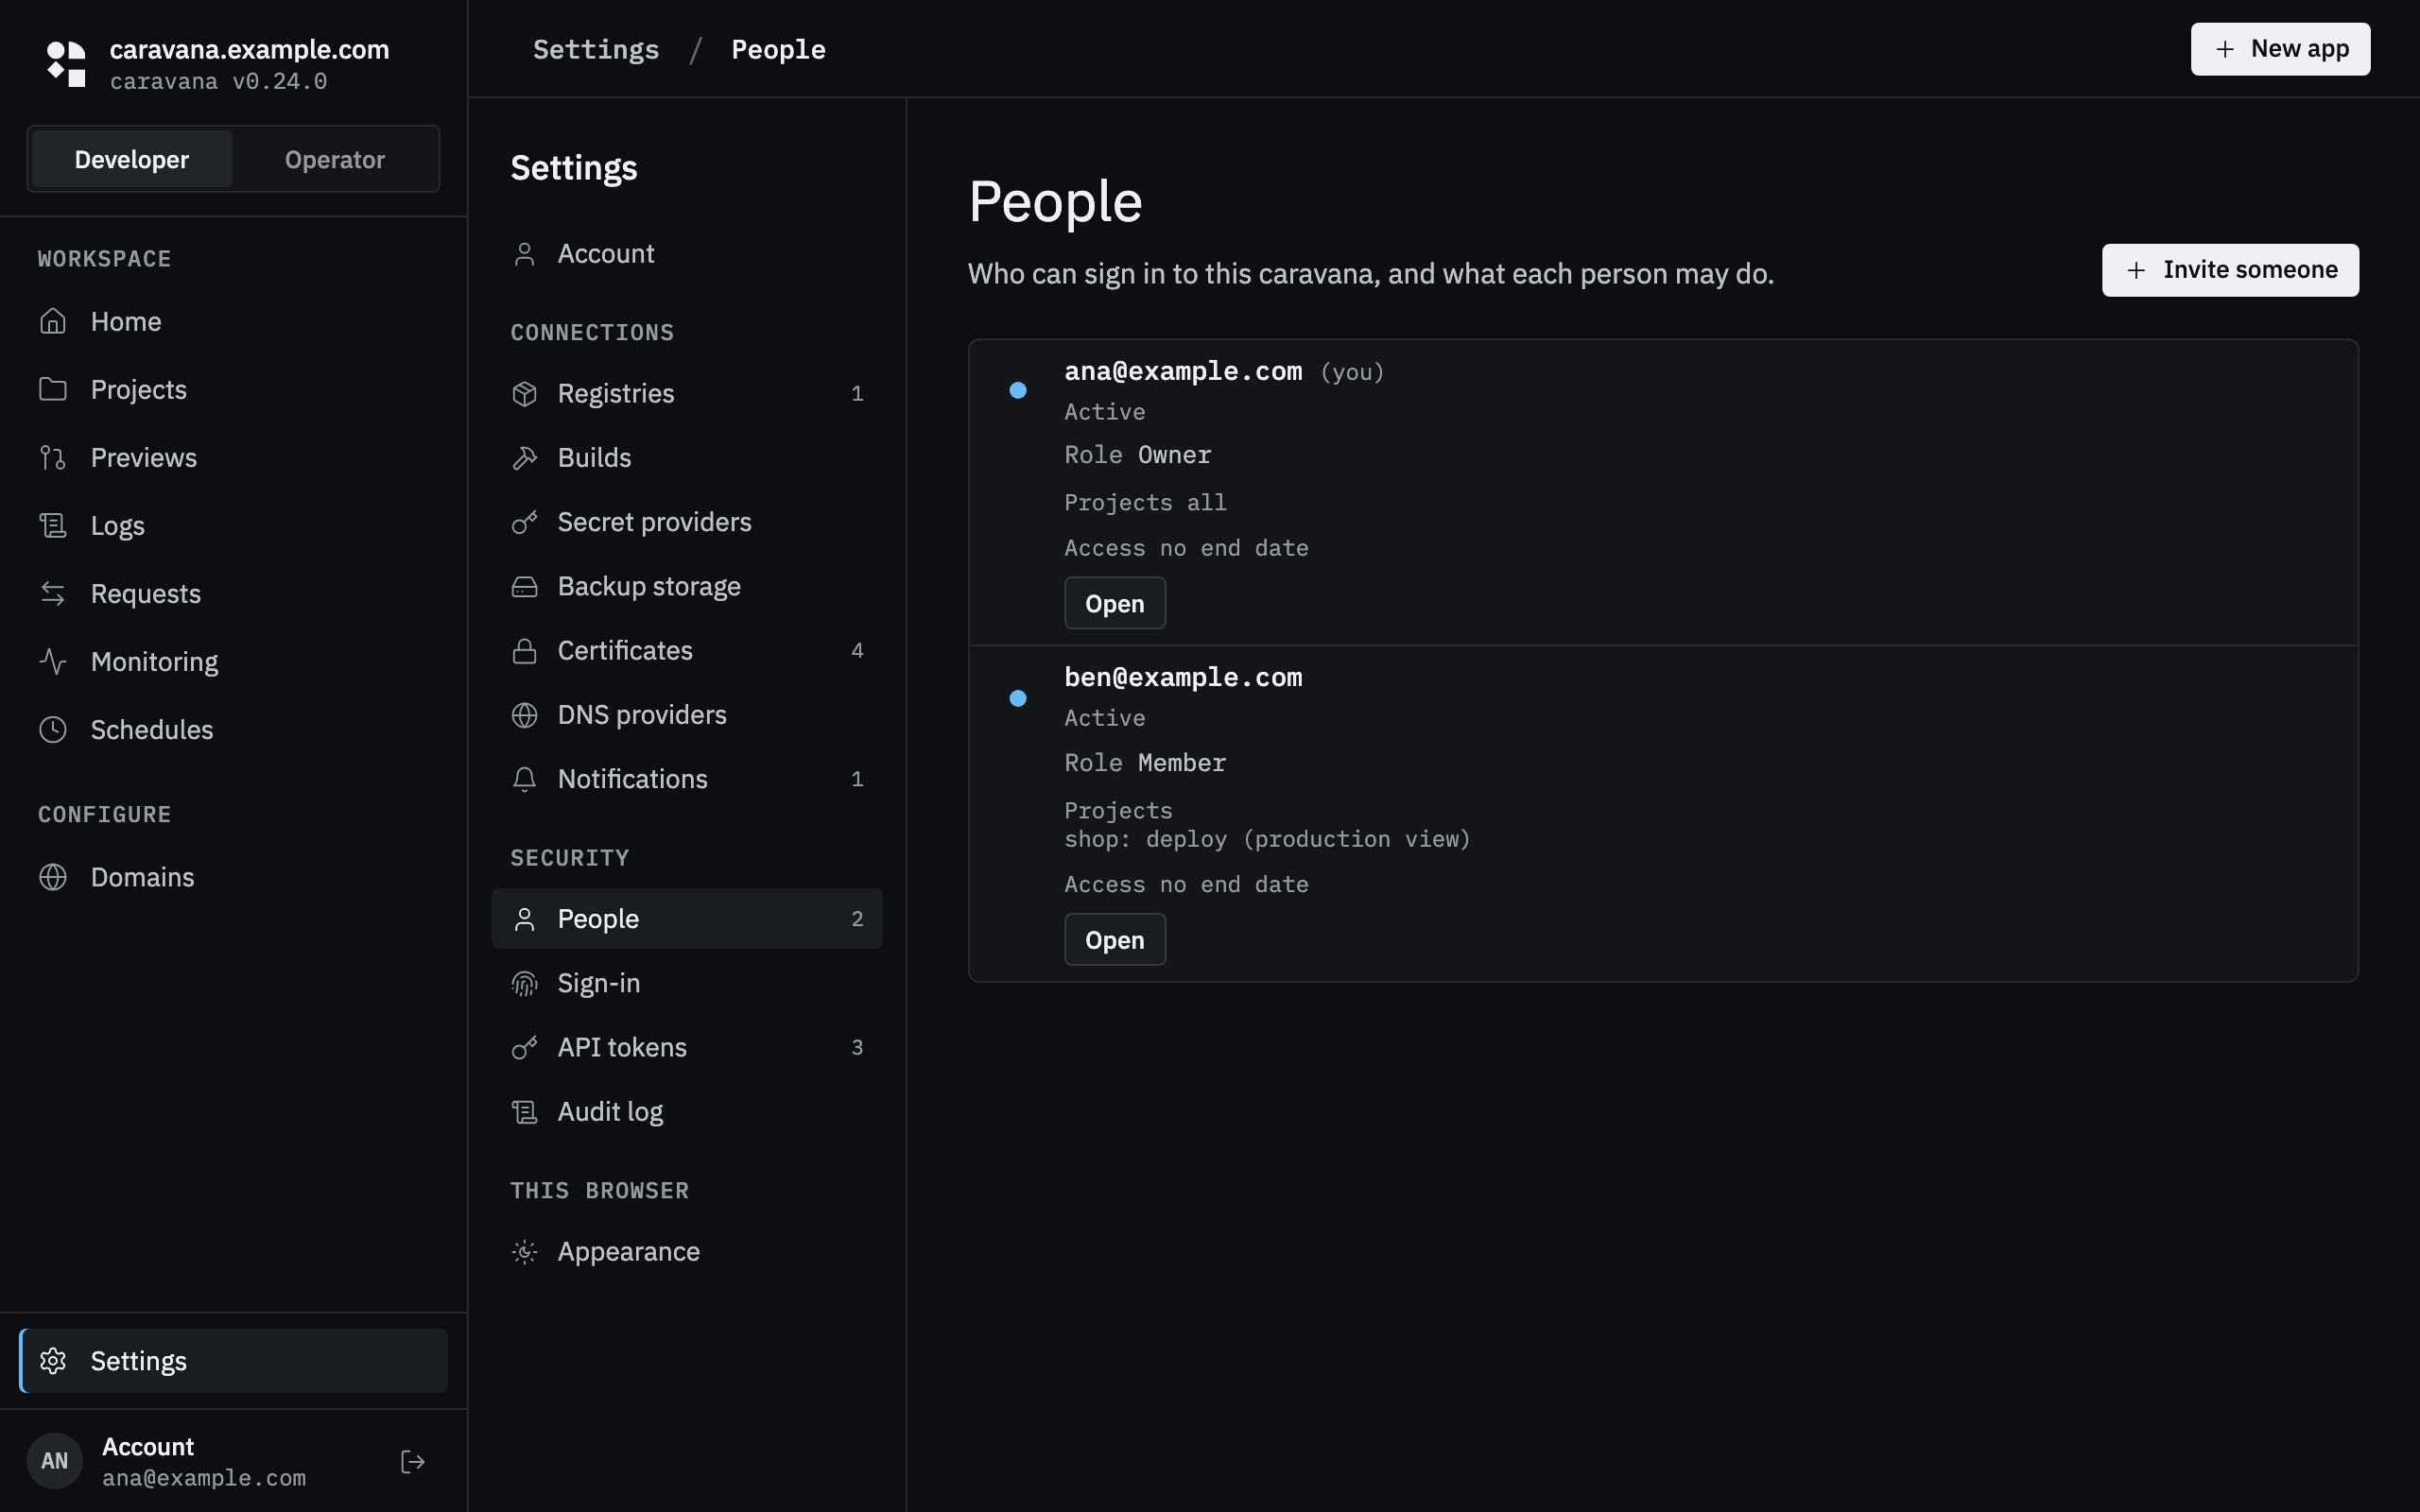 caravana.example.com
caravana v0.24.0
Developer
Operator
WORKSPACE
Home
Projects
Previews
Logs
Requests
Monitoring
Schedules
CONFIGURE
Domains
Settings
AN
Account
ana@example.com
Settings / People
New app
Settings
Account
CONNECTIONS
Registries 1
Builds
Secret providers
Backup storage
Certificates 4
DNS providers
Notifications 1
SECURITY
People 2
Sign-in
API tokens 3
Audit log
THIS BROWSER
Appearance
People
Who can sign in to this caravana, and what each person may do.
Invite someone
ana@example.com (you)
Active
Role Owner
Projects all
Access no end date
Open
ben@example.com
Active
Role Member
Projects
shop: deploy (production view)
Access no end date
Open